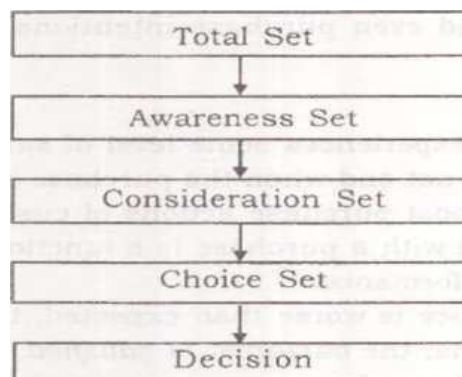 Total Set
Awareness Set
Consideration Set
Choice Set
Decision